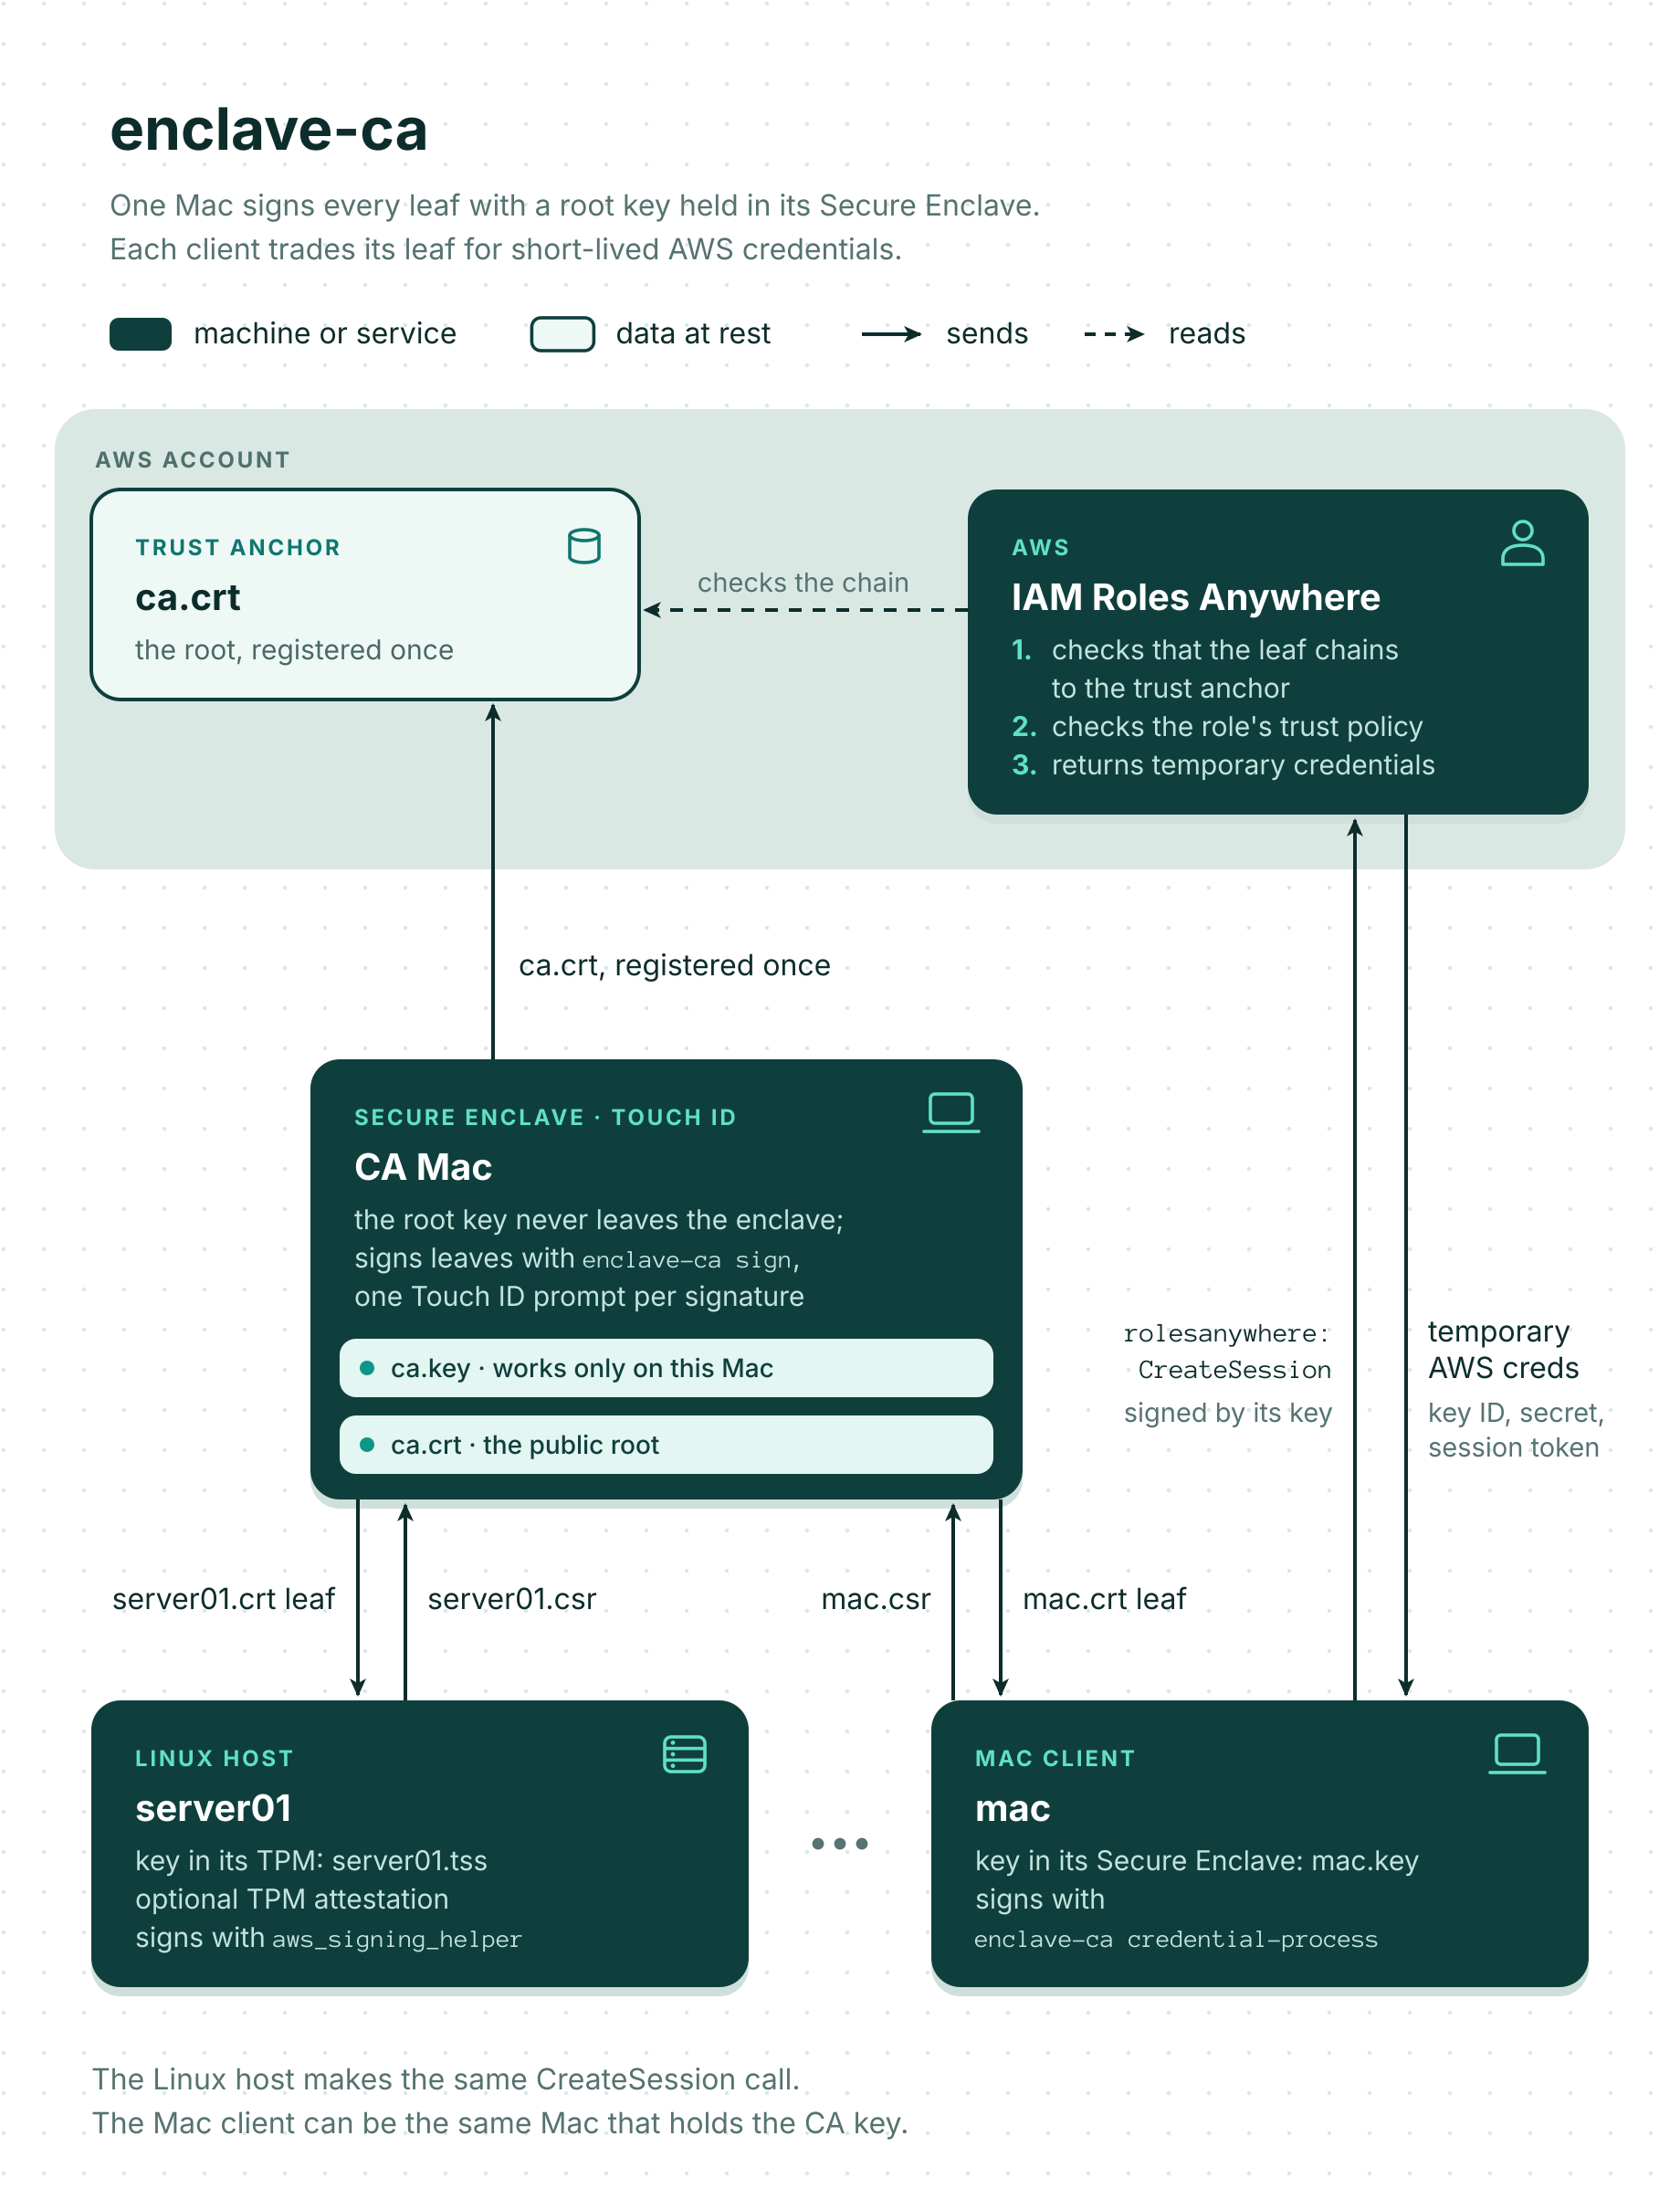 enclave-ca
One Mac signs every leaf with a root key held in its Secure Enclave.
Each client trades its leaf for short-lived AWS credentials.
machine or service
data at rest
sends
reads
AWS ACCOUNT
TRUST ANCHOR
ca.crt
the root, registered once
checks the chain
AWS
IAM Roles Anywhere
1. checks that the leaf chains
to the trust anchor
2. checks the role's trust policy
3. returns temporary credentials
ca.crt, registered once
SECURE ENCLAVE · TOUCH ID
CA Mac
the root key never leaves the enclave;
signs leaves with enclave-ca sign,
one Touch ID prompt per signature
ca.key · works only on this Mac
ca.crt · the public root
rolesanywhere:
CreateSession
signed by its key
temporary
AWS creds
key ID, secret,
session token
server01.crt leaf
server01.csr
mac.csr
mac.crt leaf
LINUX HOST
server01
key in its TPM: server01.tss
optional TPM attestation
signs with aws_signing_helper
MAC CLIENT
mac
key in its Secure Enclave: mac.key
signs with
enclave-ca credential-process
The Linux host makes the same CreateSession call.
The Mac client can be the same Mac that holds the CA key.